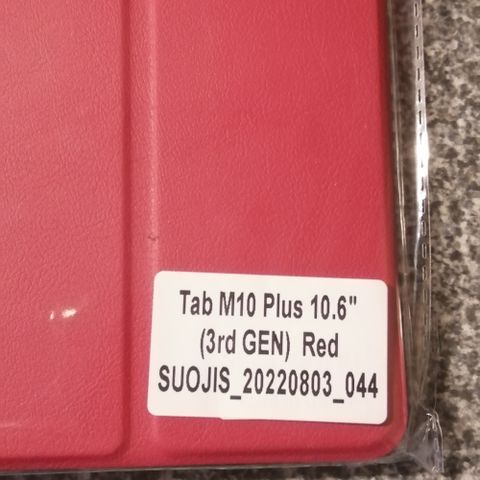 Tab M10 Plus 10.6"
(3rd GEN) Red
SUOJIS_20220803_044